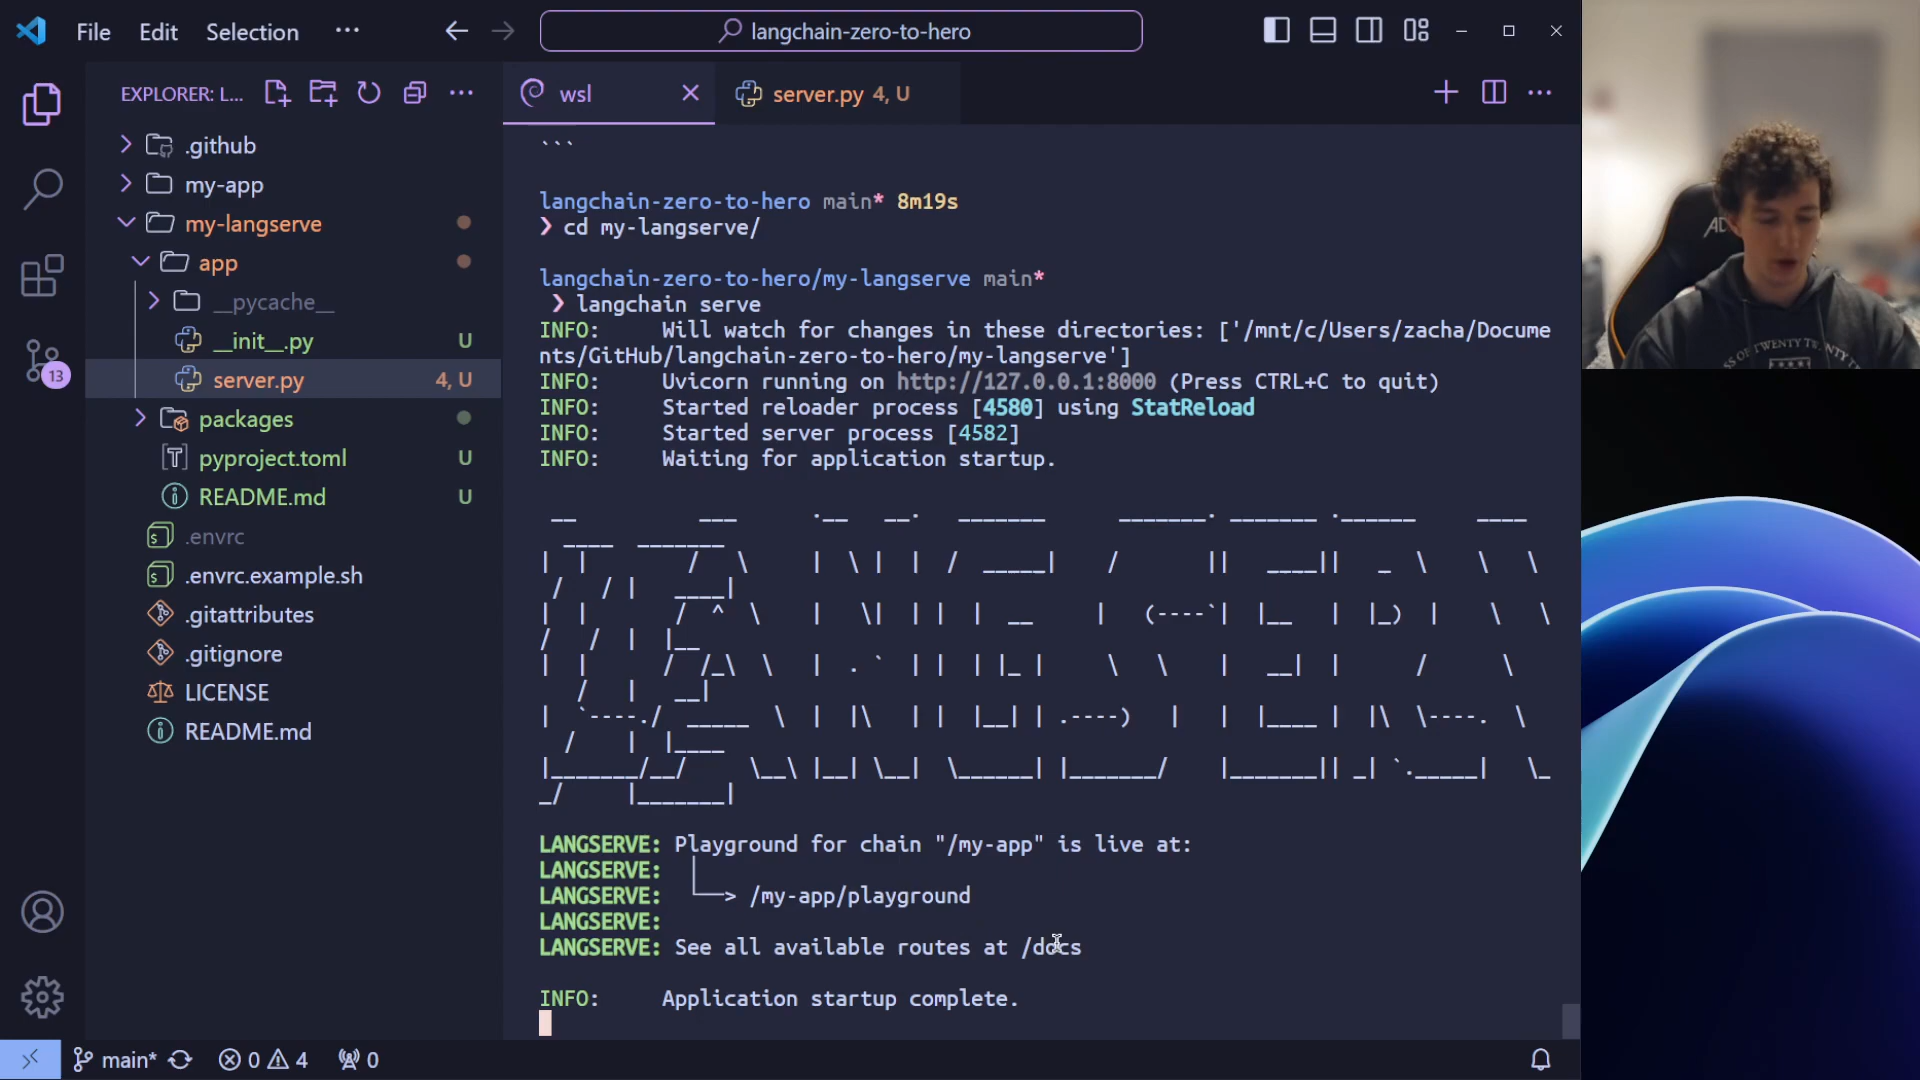 File Edit Selection ···
langchain-zero-to-hero
EXPLORER: L...
wsl
server.py 4, U
.github
my-app
my-langserve
app
__pycache__
__init__.py U
server.py 4, U
packages
pyproject.toml U
README.md U
.envrc
.envrc.example.sh
.gitattributes
.gitignore
LICENSE
README.md
13
```
langchain-zero-to-hero main* 8m19s
❯ cd my-langserve/
langchain-zero-to-hero/my-langserve main*
❯ langchain serve
INFO: Will watch for changes in these directories: ['/mnt/c/Users/zacha/Docume
nts/GitHub/langchain-zero-to-hero/my-langserve']
INFO: Uvicorn running on http://127.0.0.1:8000 (Press CTRL+C to quit)
INFO: Started reloader process [4580] using StatReload
INFO: Started server process [4582]
INFO: Waiting for application startup.
LANGSERVE: Playground for chain "/my-app" is live at:
LANGSERVE: │
LANGSERVE: └──> /my-app/playground
LANGSERVE:
LANGSERVE: See all available routes at /docs
INFO: Application startup complete.
main* 0 4 0